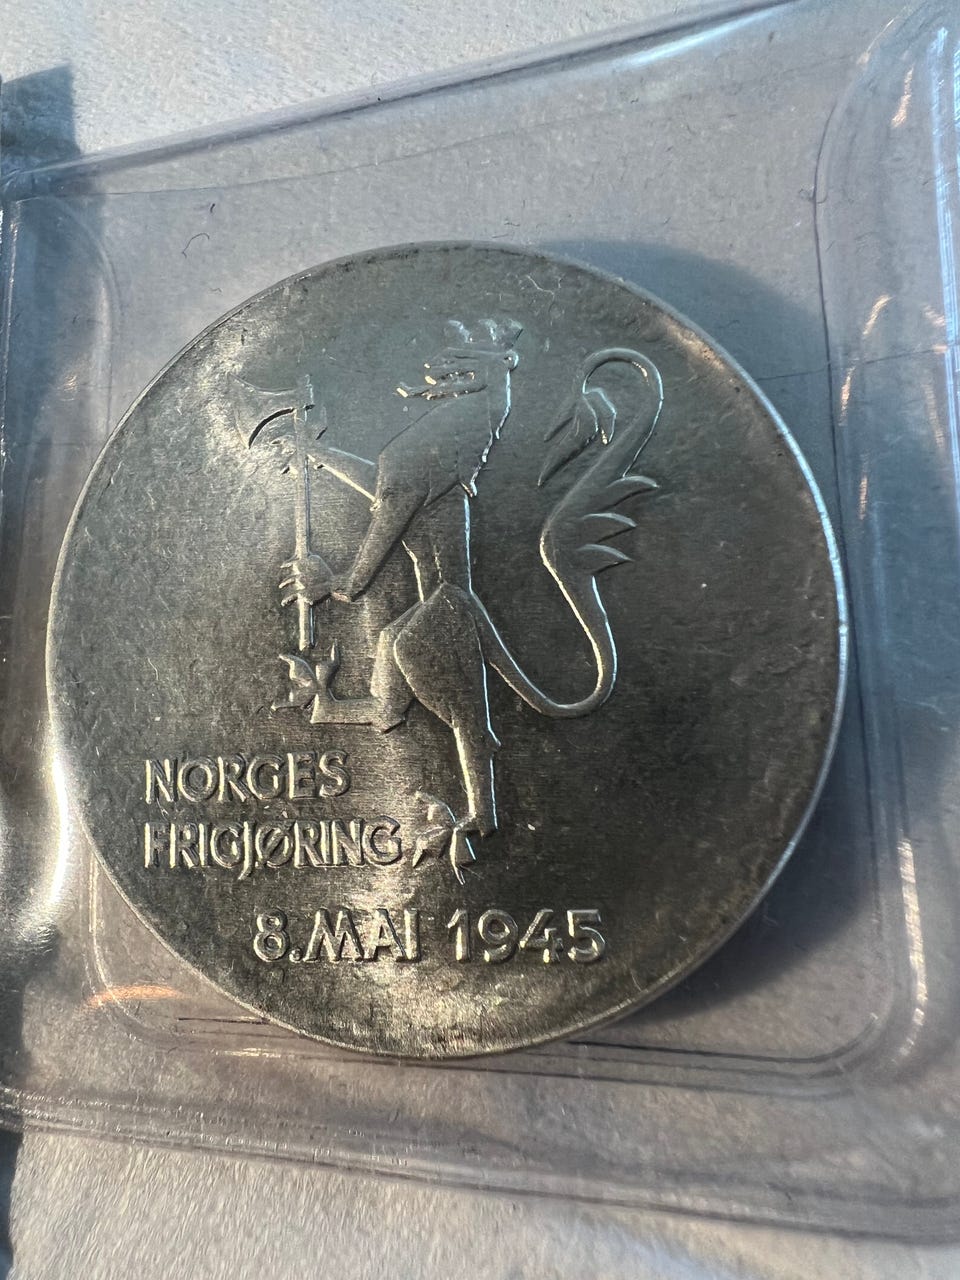 NORGES
FRIGJØRING
8. MAI 1945